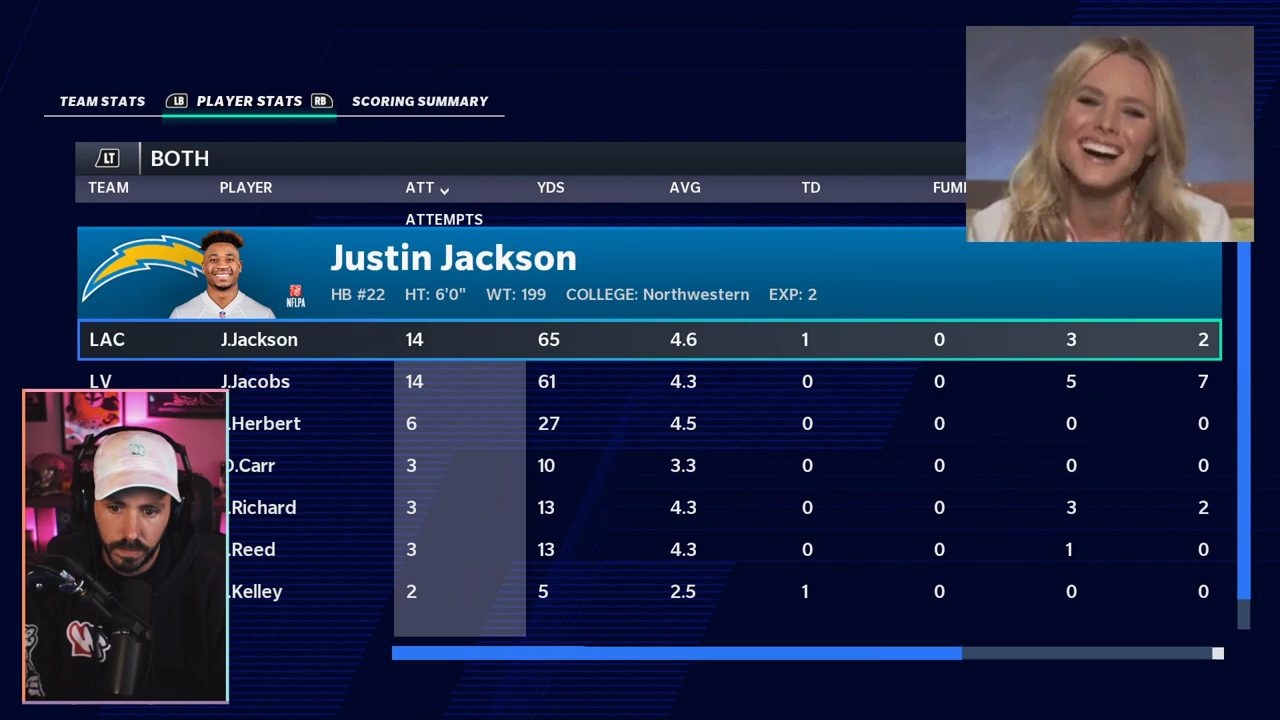 TEAM STATS LB PLAYER STATS RB SCORING SUMMARY
LT BOTH
TEAM PLAYER ATT YDS AVG TD FUM
ATTEMPTS
Justin Jackson
HB #22 HT: 6'0" WT: 199 COLLEGE: Northwestern EXP: 2
NFLPA
LAC J.Jackson 14 65 4.6 1 0 3 2
LV J.Jacobs 14 61 4.3 0 0 5 7
.Herbert 6 27 4.5 0 0 0 0
D.Carr 3 10 3.3 0 0 0 0
.Richard 3 13 4.3 0 0 3 2
.Reed 3 13 4.3 0 0 1 0
.Kelley 2 5 2.5 1 0 0 0